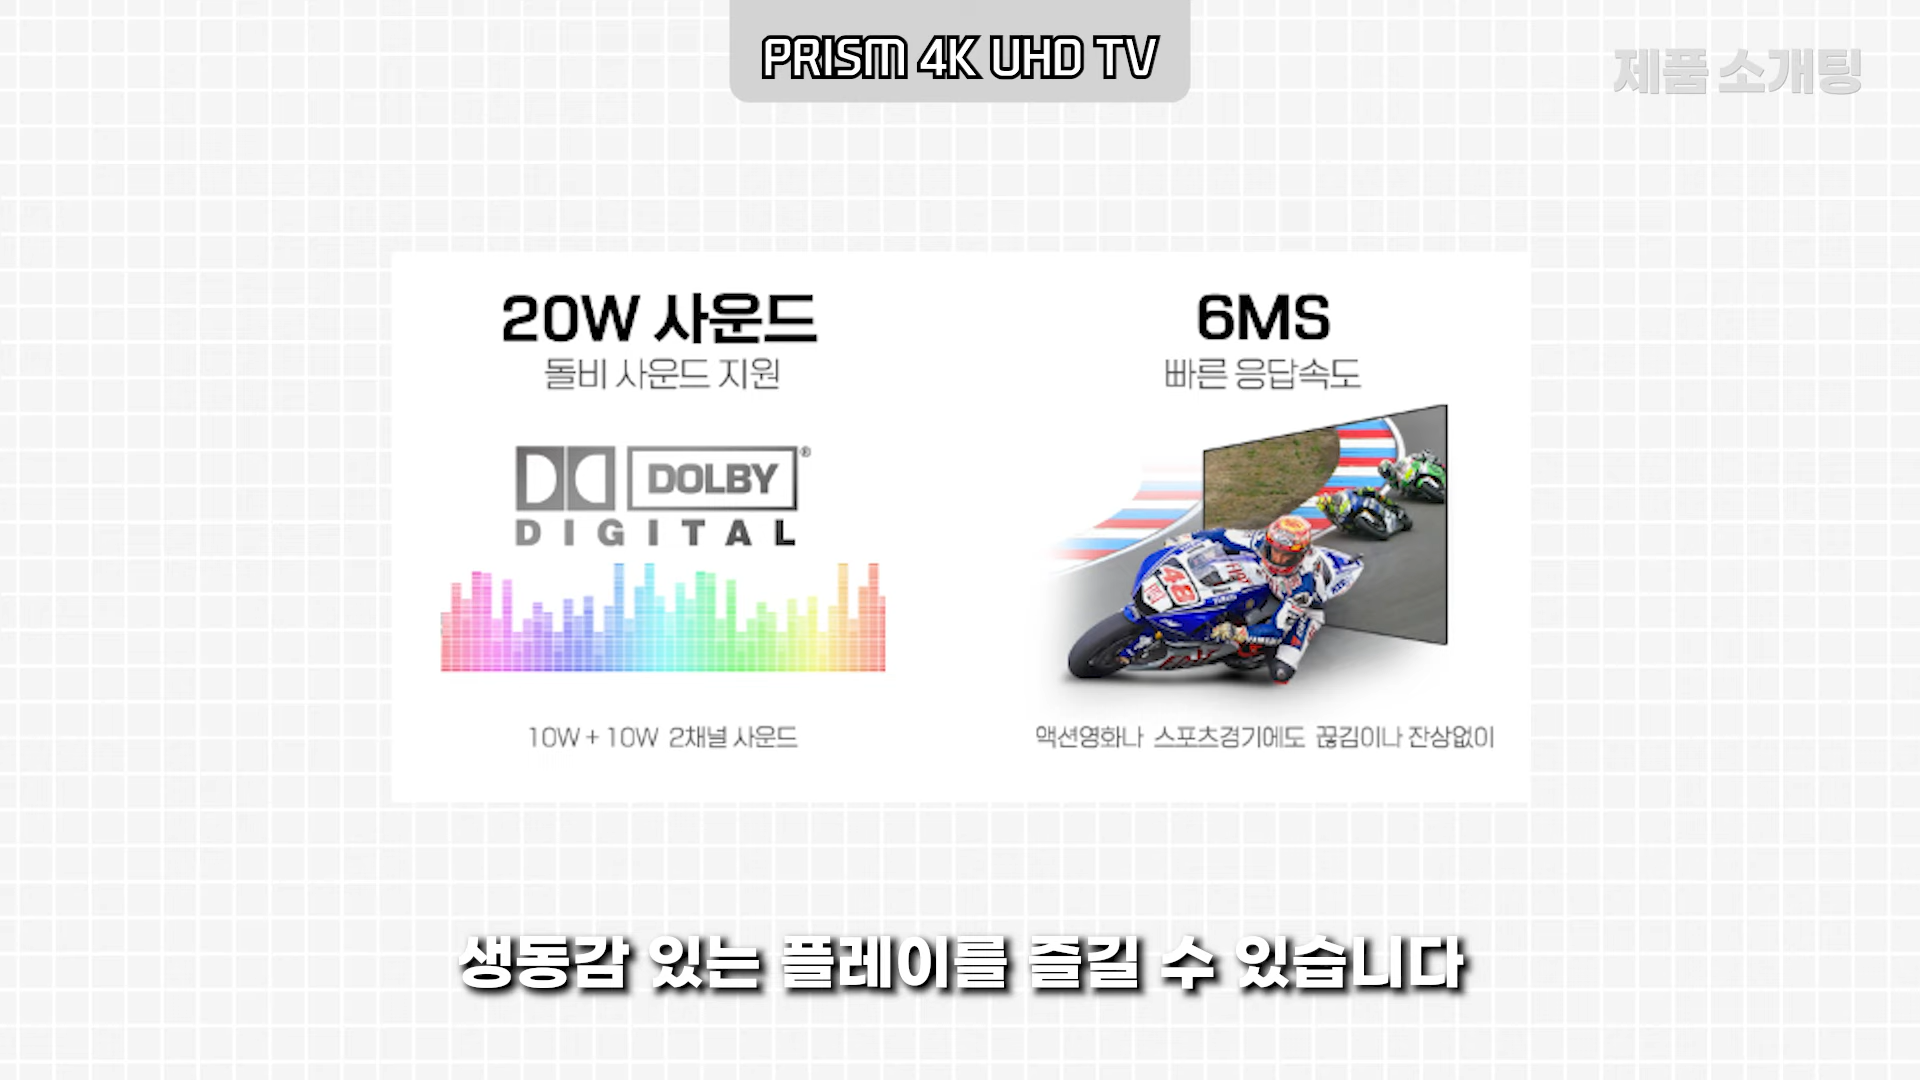 PRISM 4K UHD TV
제품 소개팅
20W 사운드
돌비 사운드 지원
DOLBY®
DIGITAL
10W + 10W 2채널 사운드
6MS
빠른 응답속도
46
액션영화나 스포츠경기에도 끊김이나 잔상없이
생동감 있는 플레이를 즐길 수 있습니다